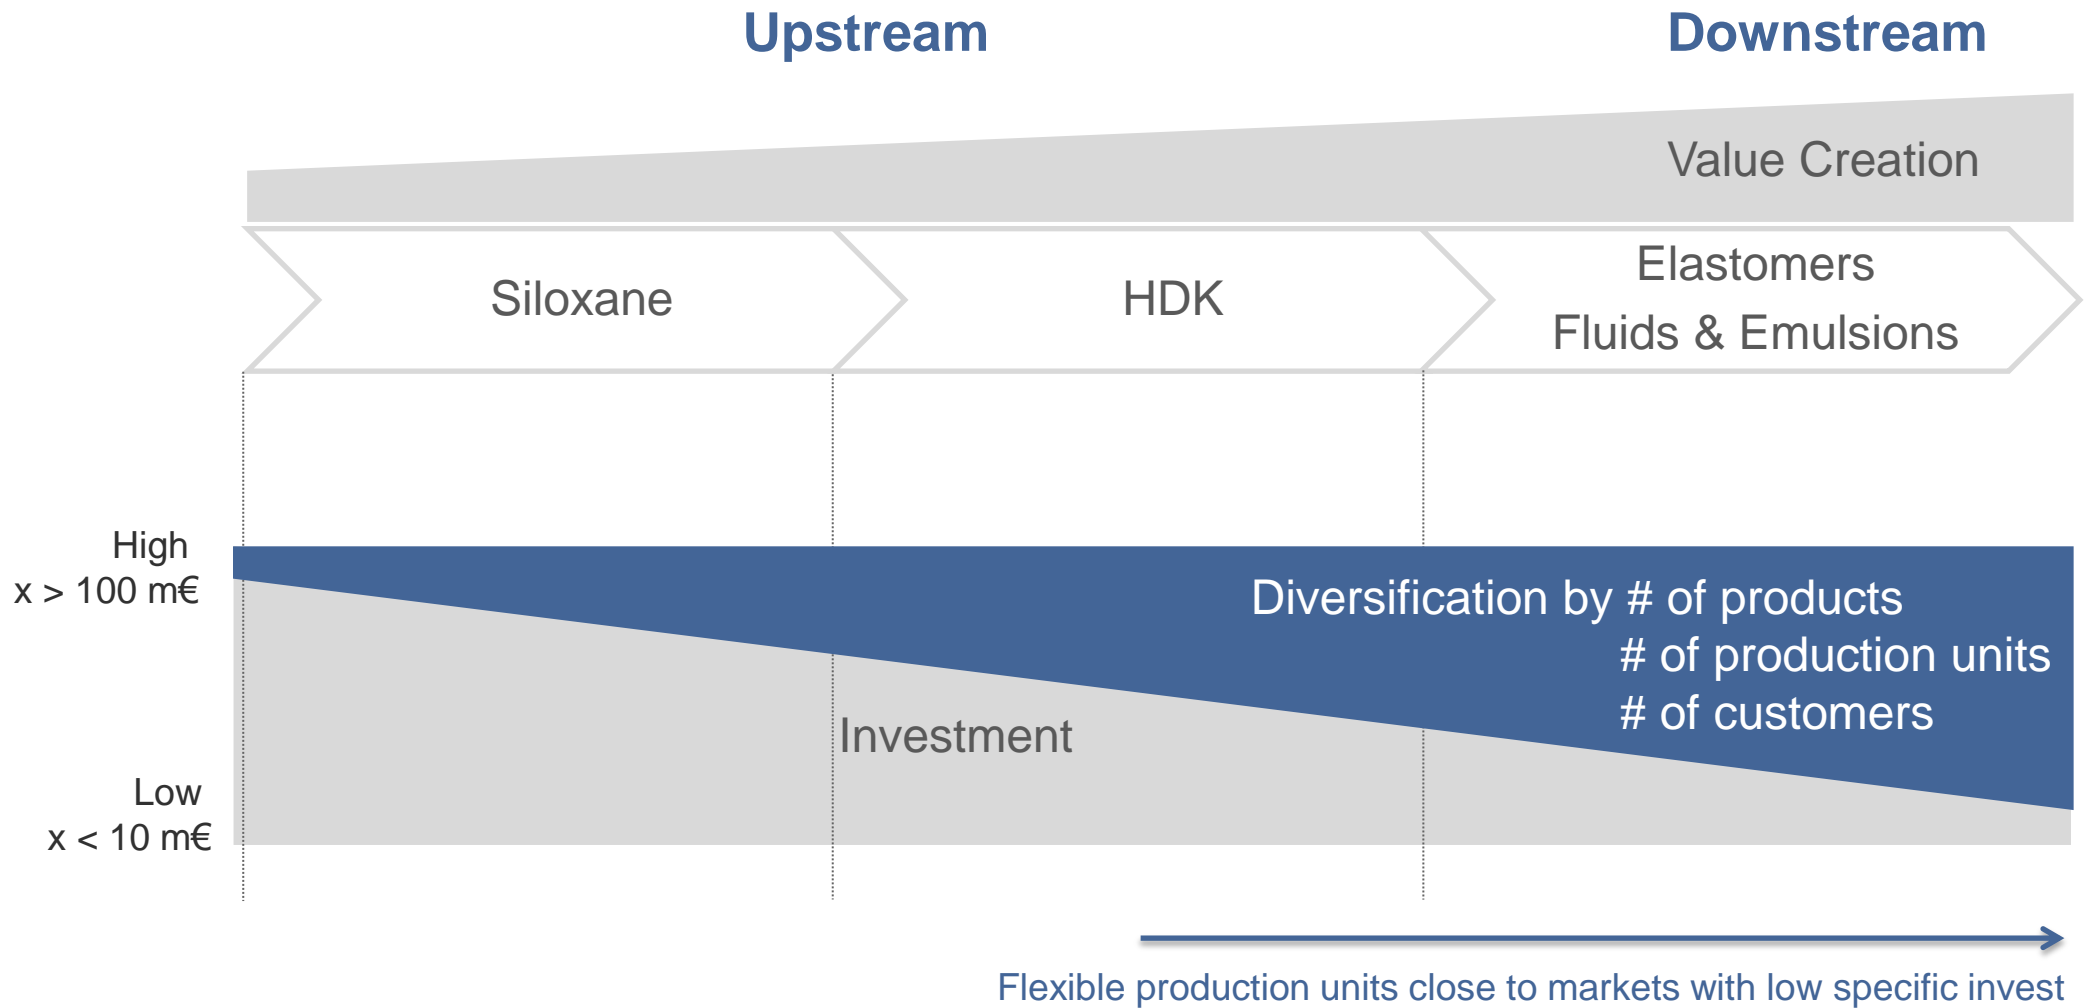 Upstream
Downstream
Value Creation
Siloxane
HDK
Elastomers
Fluids & Emulsions
High
x > 100 m€
Diversification by # of products
# of production units
# of customers
Investment
Low
x < 10 m€
Flexible production units close to markets with low specific invest